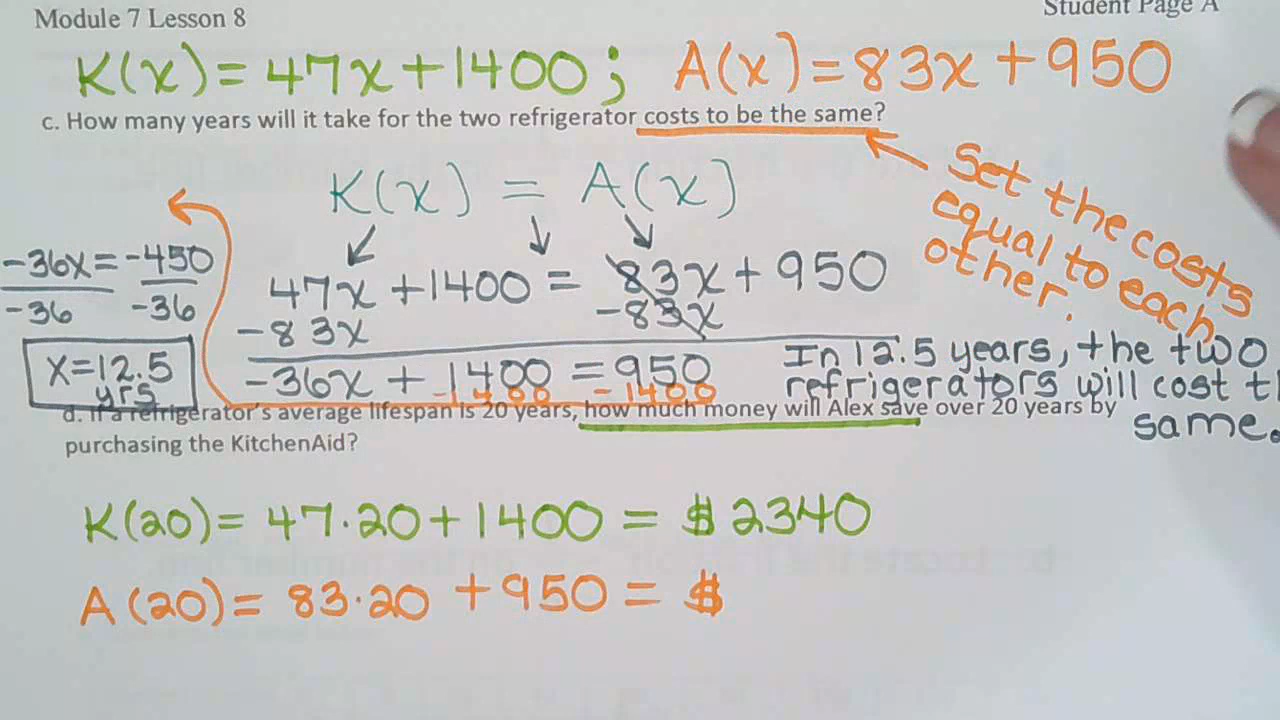 Module 7 Lesson 8
Student Page A
K(x) = 47x + 1400 ; A(x) = 83x + 950
c. How many years will it take for the two refrigerator costs to be the same?
Set the costs
equal to each
other.
K(x) = A(x)
47x + 1400 = 83x + 950
-83x -83x
-36x + 1400 = 950
-1400 -1400
-36x = -450
-36 -36
x = 12.5
yrs
In 12.5 years, the two
refrigerators will cost t
same.
d. If a refrigerator's average lifespan is 20 years, how much money will Alex save over 20 years by
purchasing the KitchenAid?
K(20) = 47·20 + 1400 = $2340
A(20) = 83·20 + 950 = $